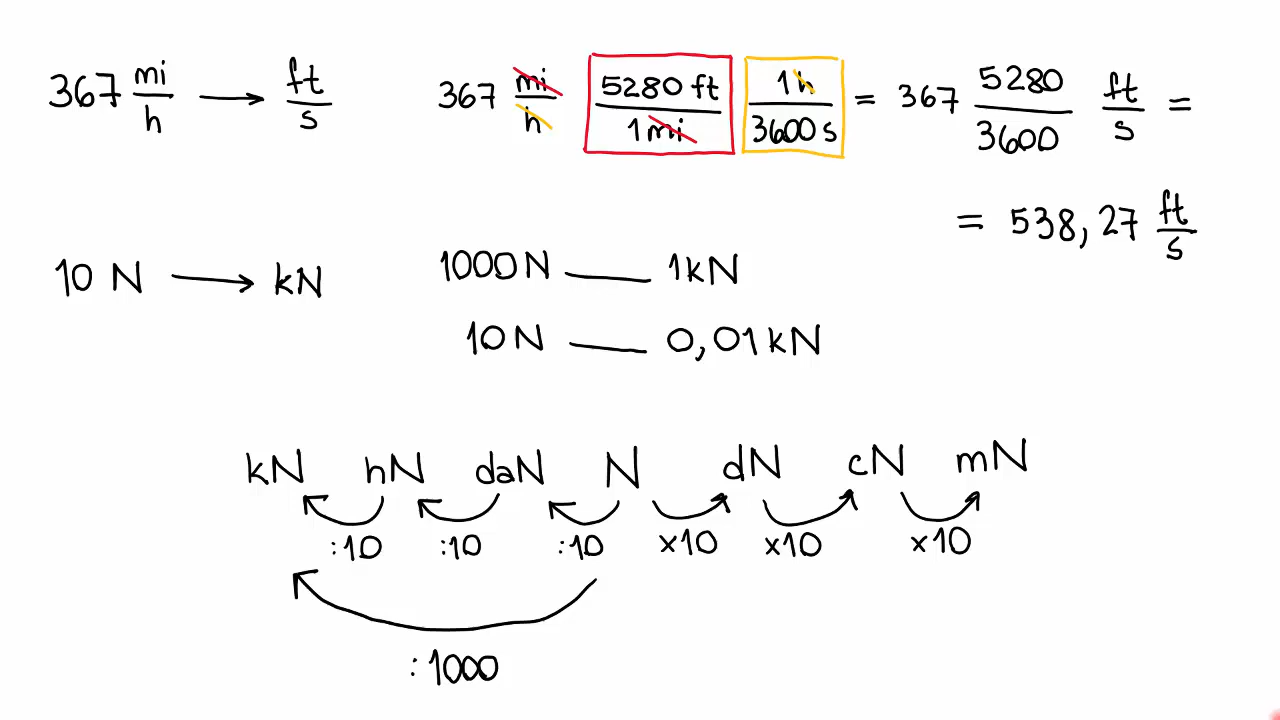 367 mi/h → ft/s 367 mi/h 5280 ft/1 mi 1 h/3600 s = 367 5280/3600 ft/s =
= 538,27 ft/s
10 N → kN 1000 N — 1 kN
10 N — 0,01 kN
kN hN daN N dN cN mN
:10 :10 :10 x10 x10 x10
:1000